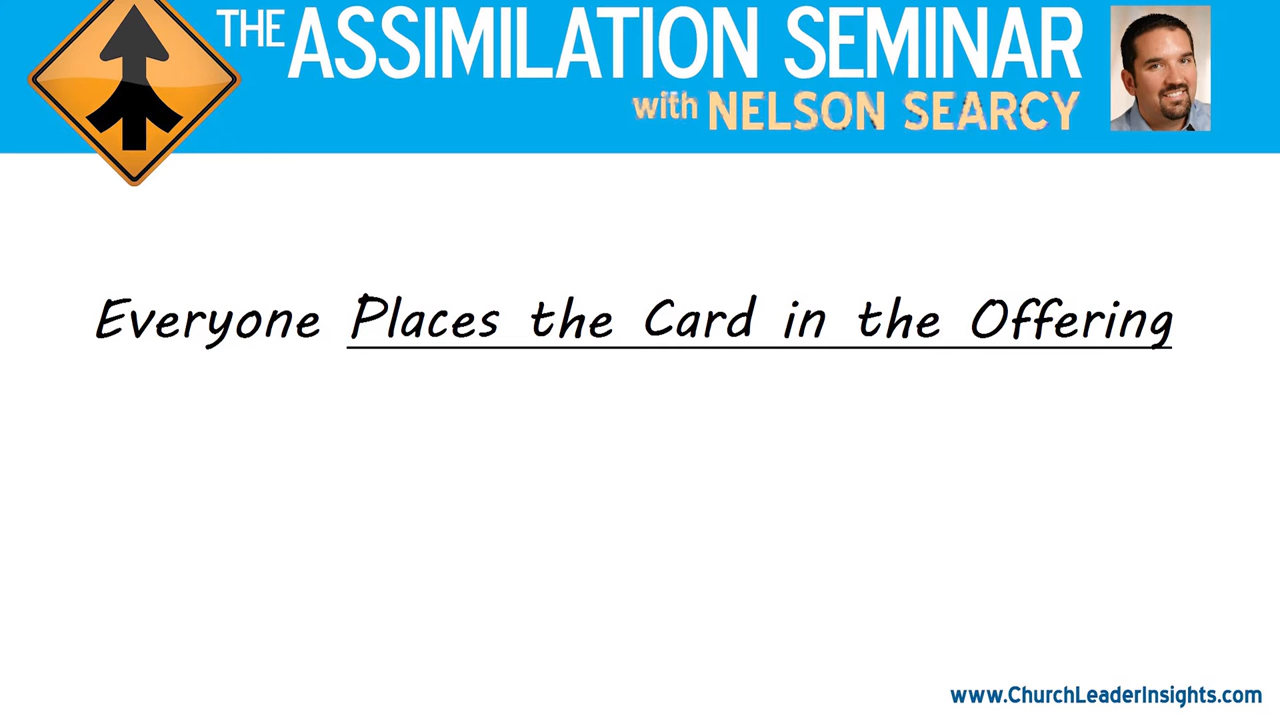 THE ASSIMILATION SEMINAR
with NELSON SEARCY
Everyone Places the Card in the Offering
www.ChurchLeaderInsights.com